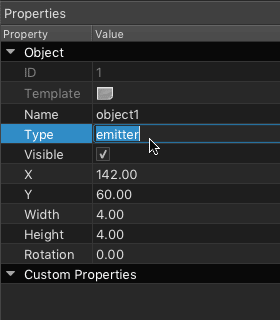 Properties
Property Value
Object
ID 1
Template
Name object1
Type emitter
Visible
X 142.00
Y 60.00
Width 4.00
Height 4.00
Rotation 0.00
Custom Properties